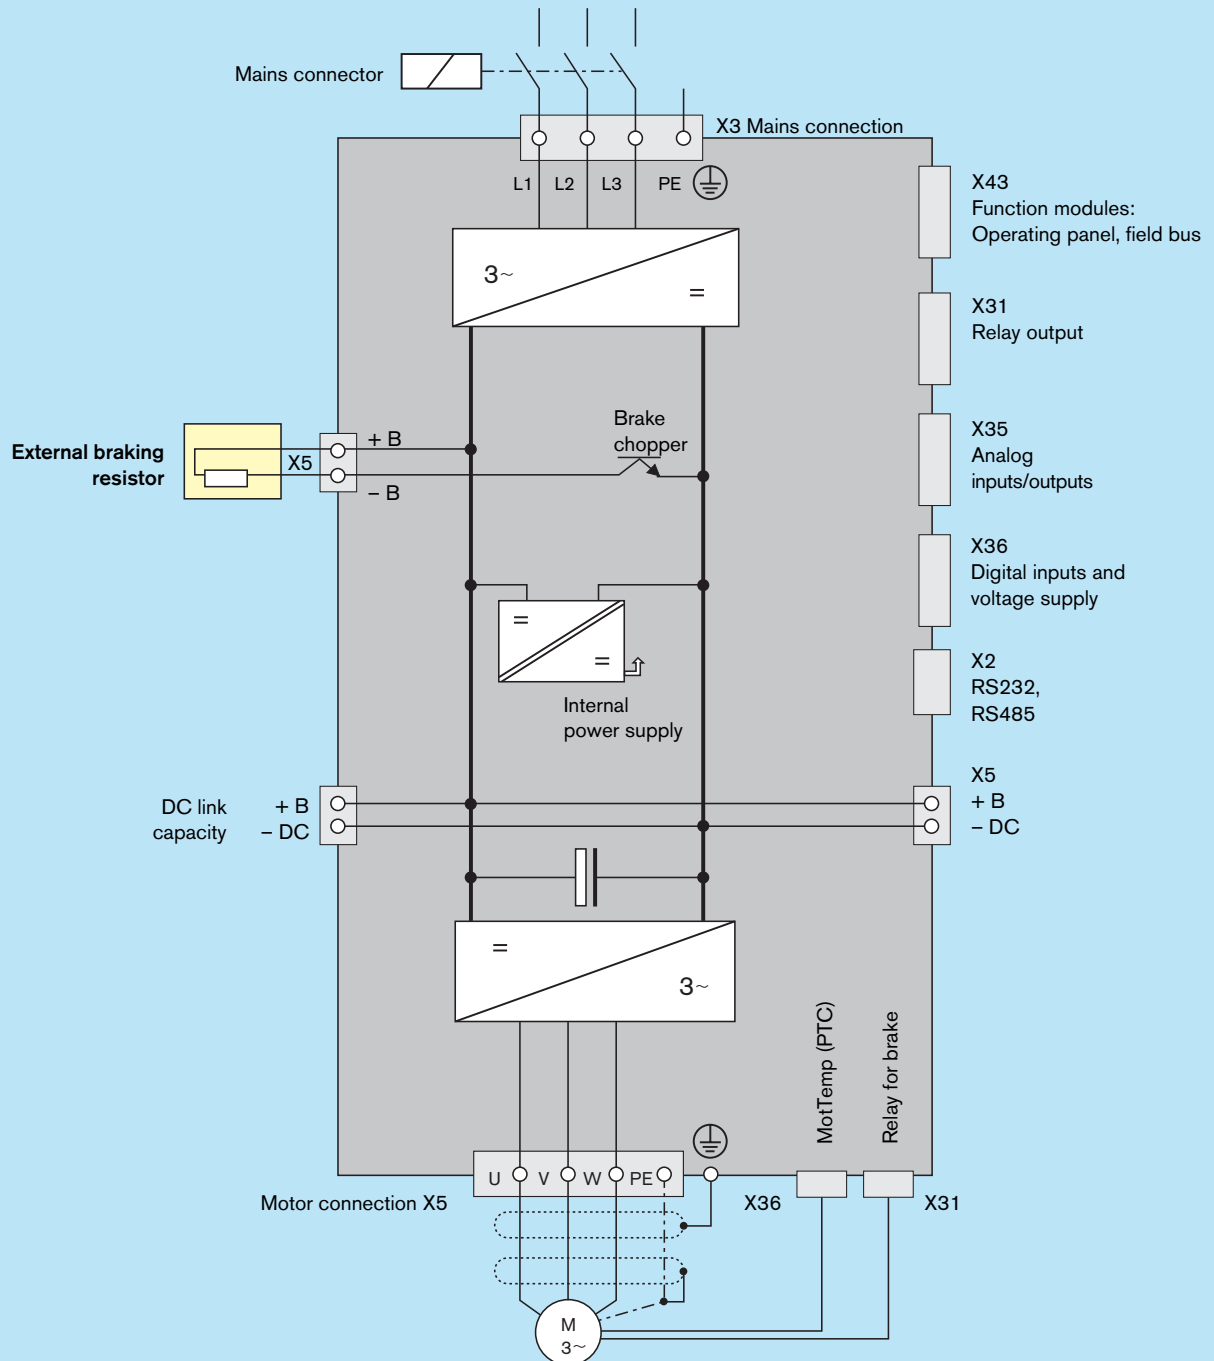 Mains connector
X3 Mains connection
L1 L2 L3 PE
X43
Function modules:
Operating panel, field bus
3~
=
X31
Relay output
External braking
resistor
X5
+ B
– B
Brake
chopper
X35
Analog
inputs/outputs
X36
Digital inputs and
voltage supply
=
=
Internal
power supply
X2
RS232,
RS485
DC link
capacity
+ B
– DC
X5
+ B
– DC
=
3~
MotTemp (PTC)
Relay for brake
U V W PE
Motor connection X5
X36
X31
M
3~